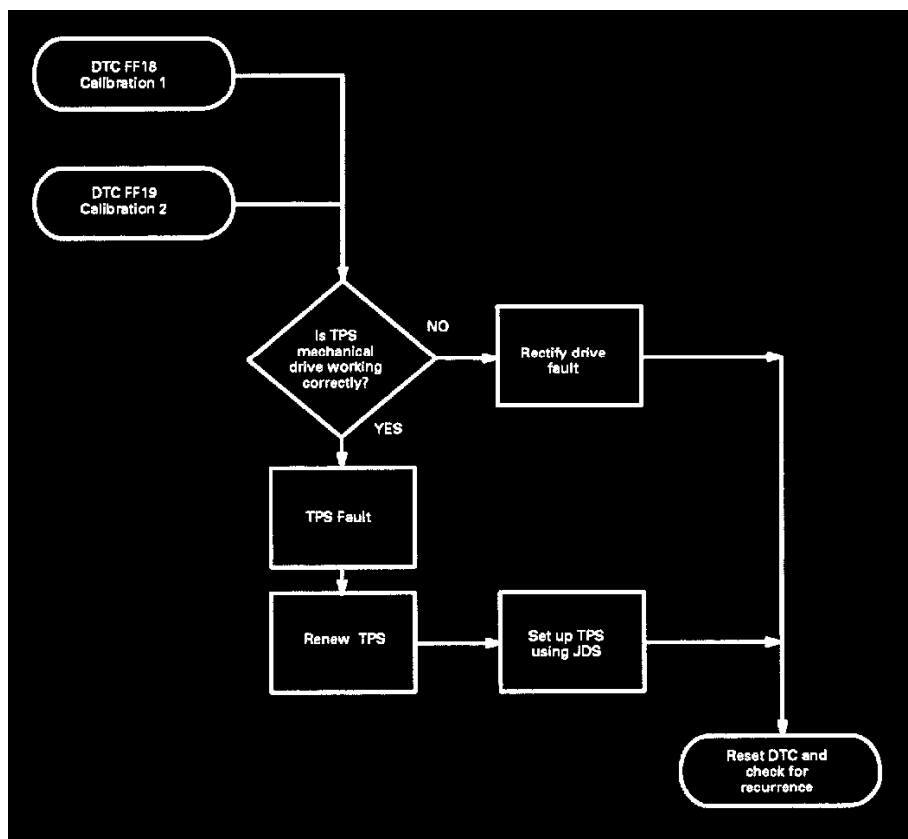 DTC FF18
Calibration 1
DTC FF19
Calibration 2
Is TPS
mechanical
drive working
correctly?
NO
Rectify drive
fault
YES
TPS Fault
Renew TPS
Set up TPS
using JDS
Reset DTC and
check for
recurrence